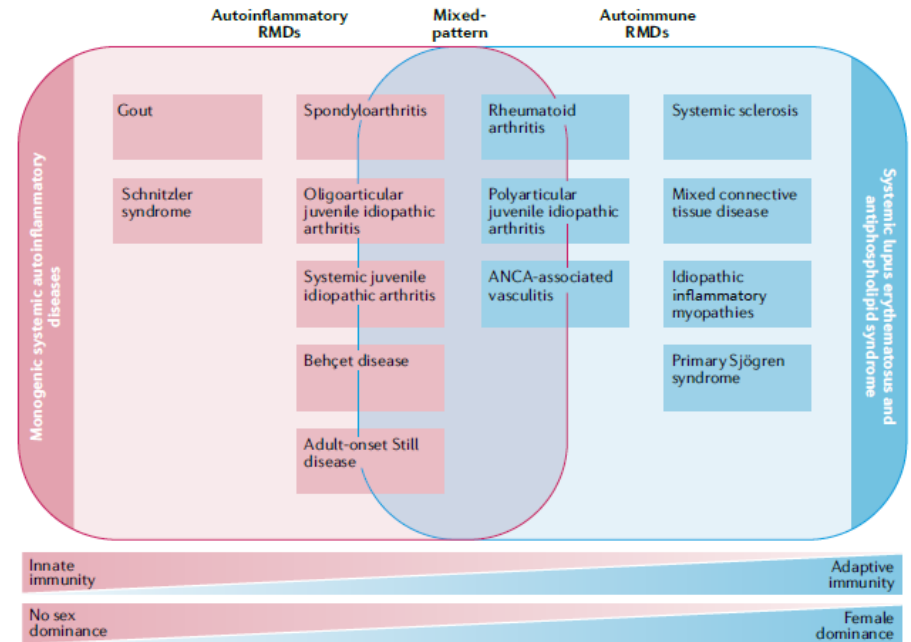 Autoinflammatory
RMDs
Mixed-
pattern
Autoimmune
RMDs
Monogenic systemic autoinflammatory
diseases
Gout
Schnitzler
syndrome
Spondyloarthritis
Oligoarticular
juvenile idiopathic
arthritis
Systemic juvenile
idiopathic arthritis
Behçet disease
Adult-onset Still
disease
Rheumatoid
arthritis
Polyarticular
juvenile idiopathic
arthritis
ANCA-associated
vasculitis
Systemic sclerosis
Mixed connective
tissue disease
Idiopathic
inflammatory
myopathies
Primary Sjögren
syndrome
Systemic lupus erythematosus and
antiphospholipid syndrome
Innate
immunity
Adaptive
immunity
No sex
dominance
Female
dominance